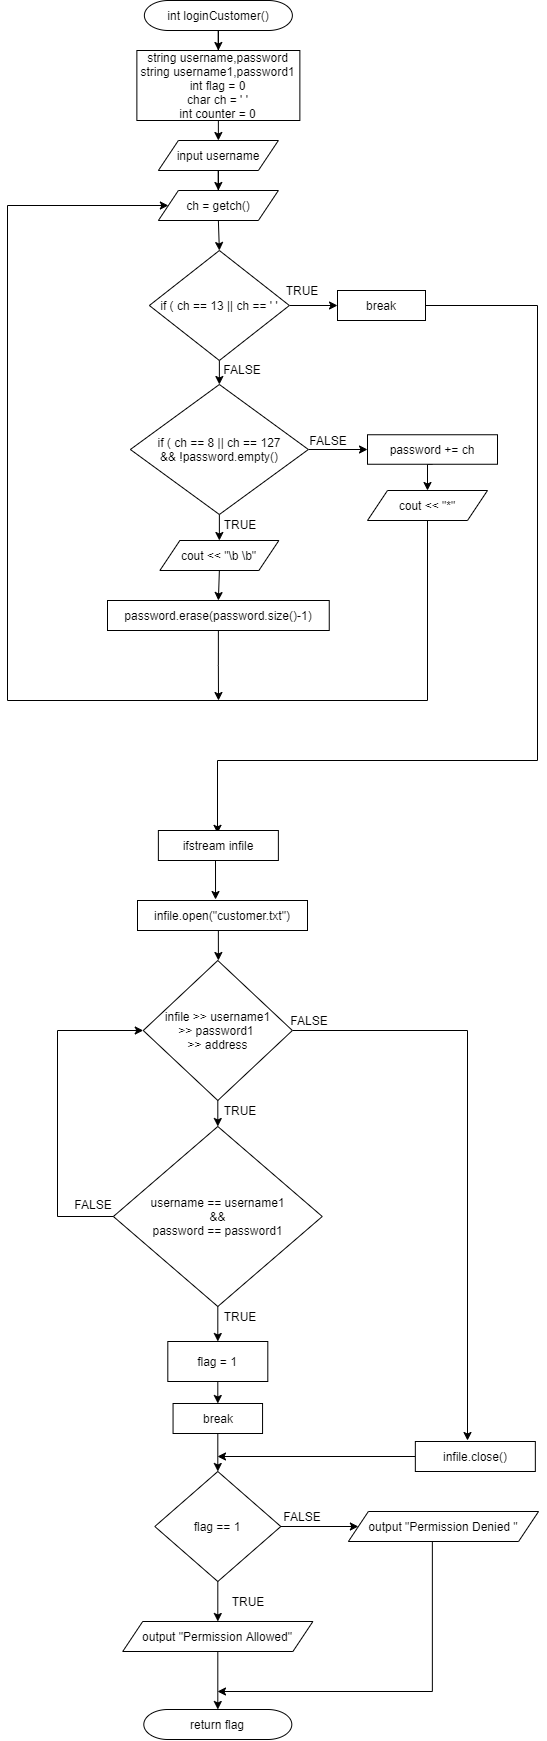 int loginCustomer()
string username,password
string username1,password1
int flag = 0
char ch = ' '
int counter = 0
input username
ch = getch()
if ( ch == 13 || ch == ' '
TRUE
break
FALSE
if ( ch == 8 || ch == 127
&& !password.empty()
FALSE
password += ch
cout << "*"
TRUE
cout << "\b \b"
password.erase(password.size()-1)
ifstream infile
infile.open("customer.txt")
infile >> username1
>> password1
>> address
FALSE
TRUE
username == username1
&&
password == password1
FALSE
TRUE
flag = 1
break
infile.close()
flag == 1
FALSE
output "Permission Denied "
TRUE
output "Permission Allowed"
return flag